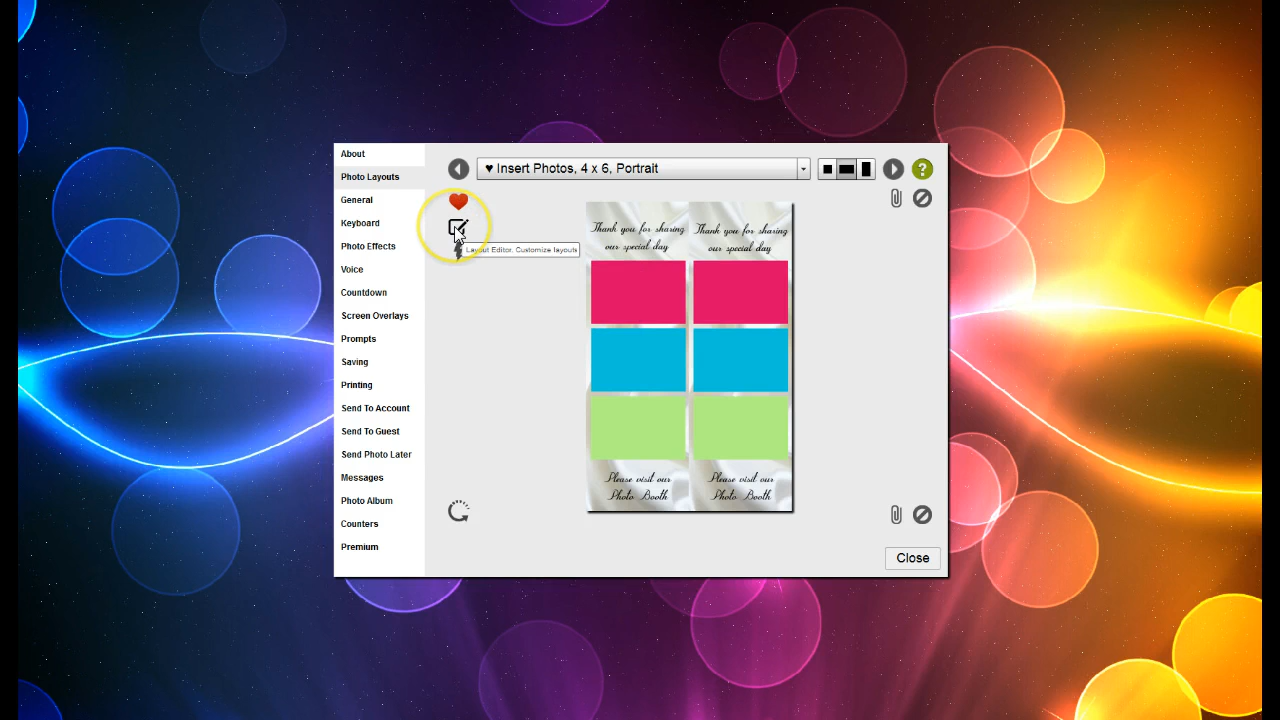 About
Photo Layouts
General
Keyboard
Photo Effects
Voice
Countdown
Screen Overlays
Prompts
Saving
Printing
Send To Account
Send To Guest
Send Photo Later
Messages
Photo Album
Counters
Premium
♥ Insert Photos, 4 x 6, Portrait
?
Layout Editor. Customize layouts
Thank you for sharing
our special day
Thank you for sharing
our special day
Please visit our
Photo Booth
Please visit our
Photo Booth
Close